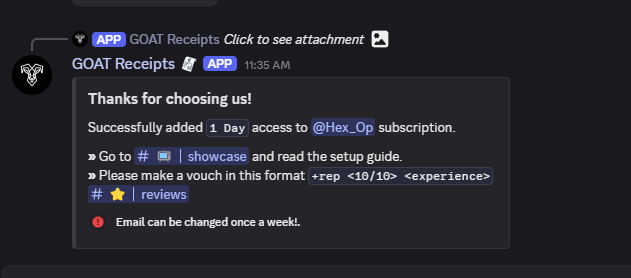 APP GOAT Receipts Click to see attachment
GOAT Receipts APP 11:35 AM
Thanks for choosing us!
Successfully added 1 Day access to @Hex_Op subscription.
» Go to # | showcase and read the setup guide.
» Please make a vouch in this format +rep <10/10> <experience>
# ⭐ | reviews
Email can be changed once a week!.